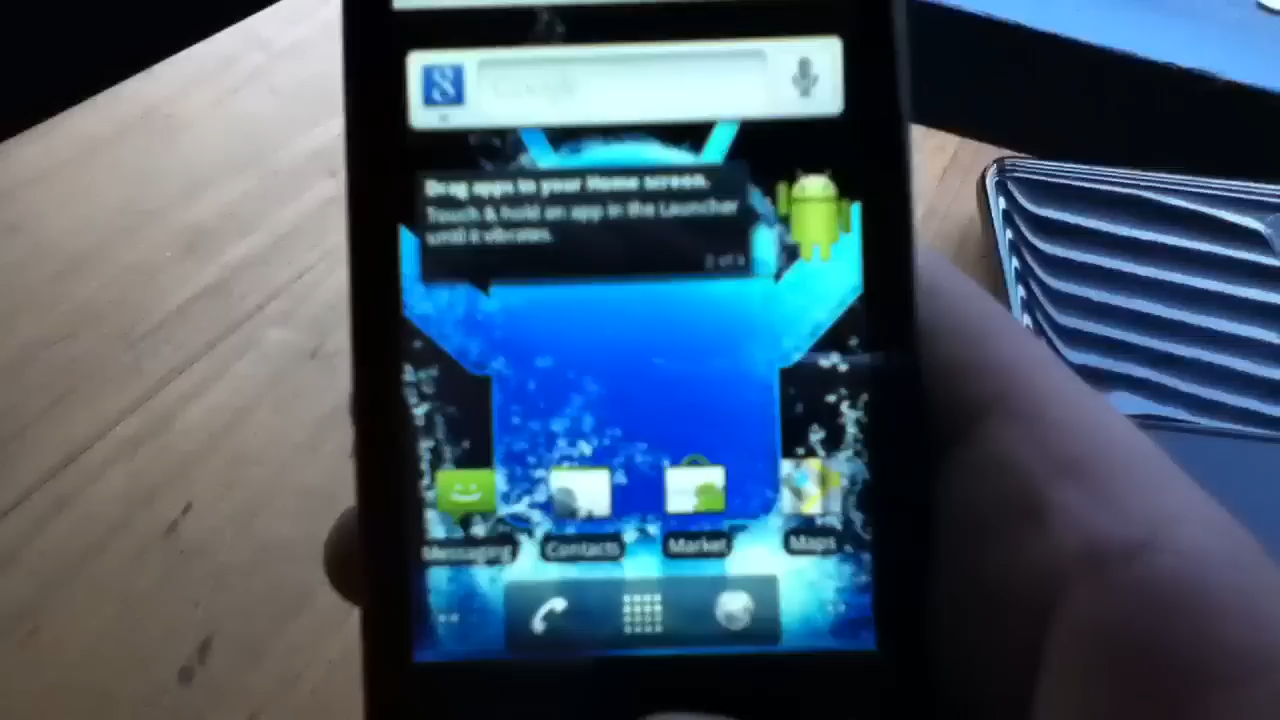 Google
Drag apps to your Home screen.
Touch & hold an app in the Launcher
until it vibrates.
Messaging
Contacts
Market
Maps